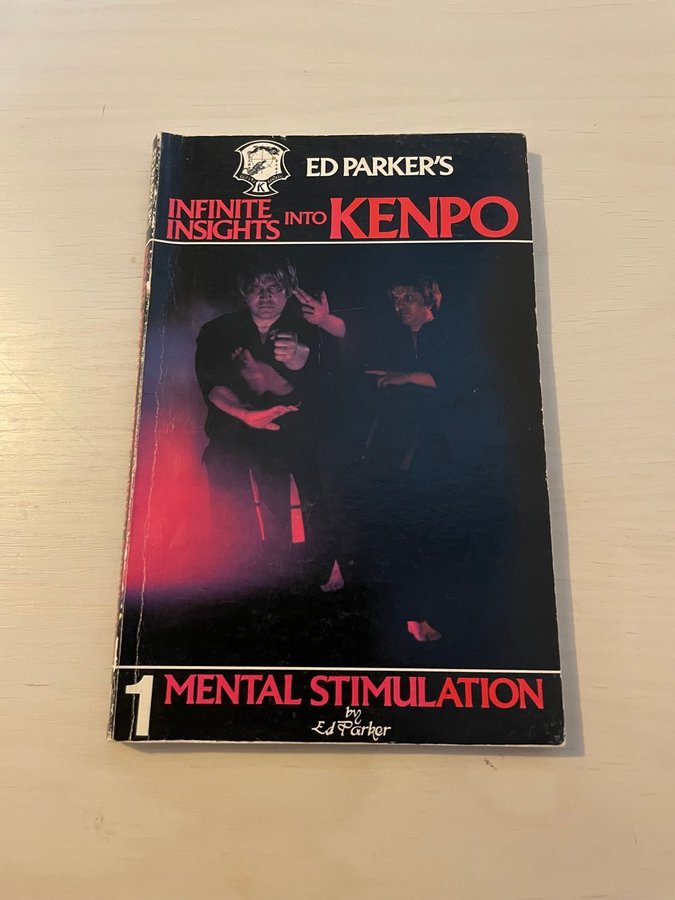 ED PARKER'S
INFINITE INSIGHTS INTO KENPO
1 MENTAL STIMULATION
by
Ed Parker